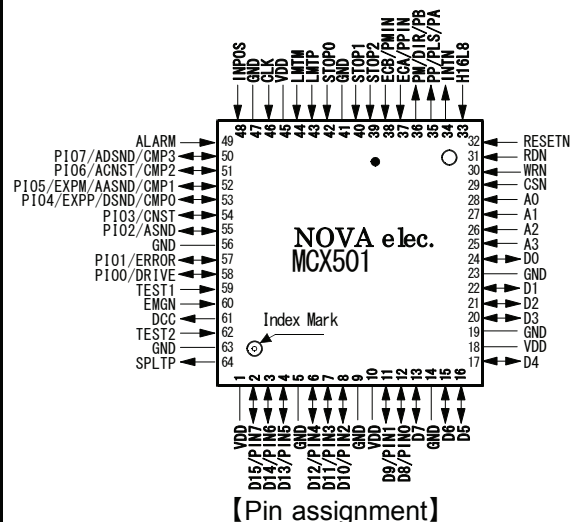 INPOS
GND
CLK
VDD
LMTM
LMTP
STOP0
GND
STOP1
STOP2
ECB/PMIN
ECA/PPIN
PM/DIR/PB
PP/PLS/PA
INTN
H16L8
48 47 46 45 44 43 42 41 40 39 38 37 36 35 34 33
ALARM 49
PIO7/ADSND/CMP3 50
PIO6/ACNST/CMP2 51
PIO5/EXPM/AASND/CMP1 52
PIO4/EXPP/DSND/CMP0 53
PIO3/CNST 54
PIO2/ASND 55
GND 56
PIO1/ERROR 57
PIO0/DRIVE 58
TEST1 59
EMGN 60
DCC 61
TEST2 62
GND 63
SPLTP 64
NOVA elec.
MCX501
Index Mark
32 RESETN
31 RDN
30 WRN
29 CSN
28 A0
27 A1
26 A2
25 A3
24 D0
23 GND
22 D1
21 D2
20 D3
19 GND
18 VDD
17 D4
1 2 3 4 5 6 7 8 9 10 11 12 13 14 15 16
VDD
D15/PIN7
D14/PIN6
D13/PIN5
GND
D12/PIN4
D11/PIN3
D10/PIN2
GND
VDD
D9/PIN1
D8/PIN0
D7
GND
D6
D5
【Pin assignment】